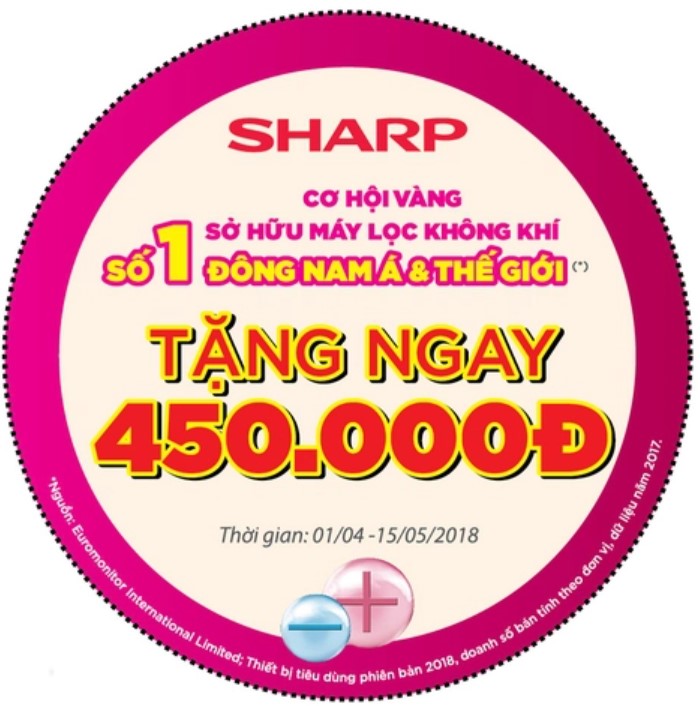 SHARP
CƠ HỘI VÀNG
SỞ HỮU MÁY LỌC KHÔNG KHÍ
SỐ 1 ĐÔNG NAM Á & THẾ GIỚI (*)
TẶNG NGAY
450.000Đ
Thời gian: 01/04 -15/05/2018
*Nguồn: Euromonitor International Limited; Thiết bị tiêu dùng phiên bản 2018, doanh số bán tính theo đơn vị, dữ liệu năm 2017.